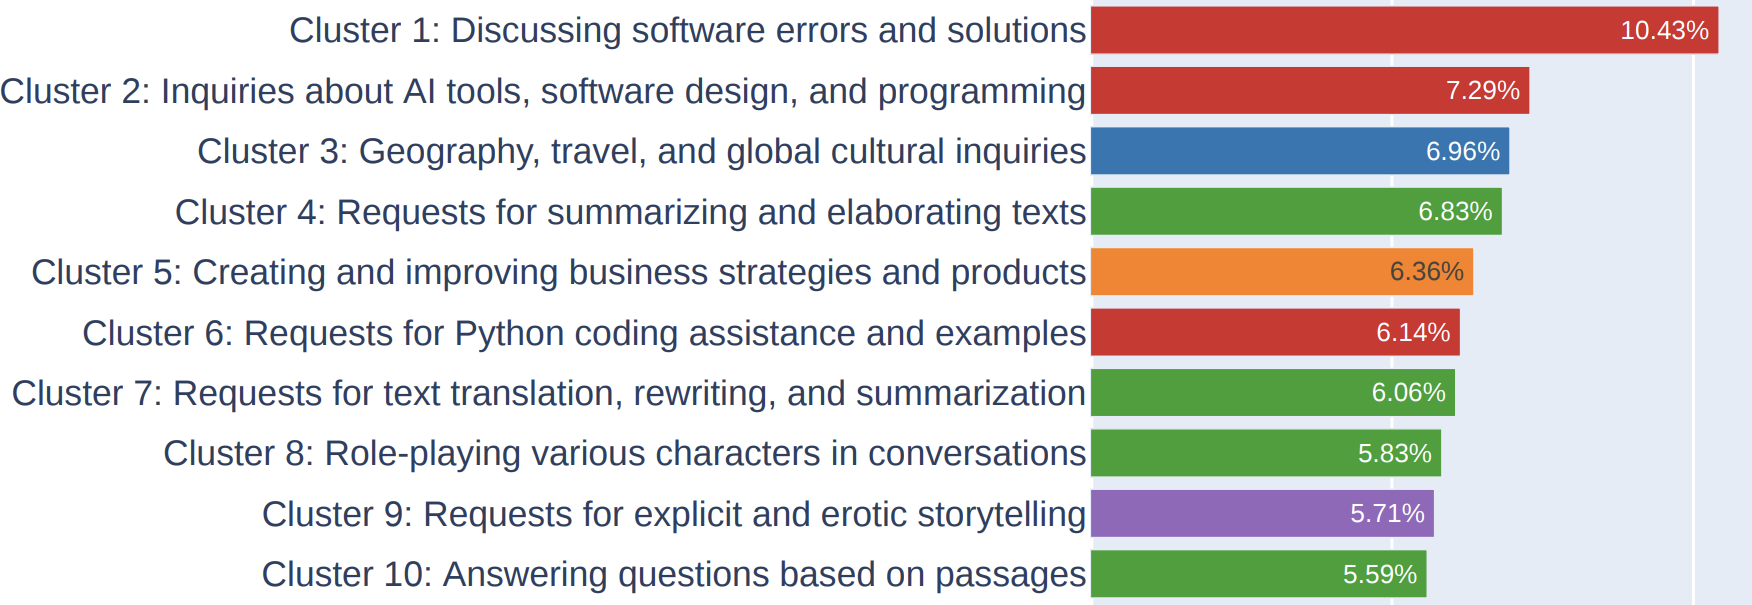 Cluster 1: Discussing software errors and solutions 10.43%
Cluster 2: Inquiries about AI tools, software design, and programming 7.29%
Cluster 3: Geography, travel, and global cultural inquiries 6.96%
Cluster 4: Requests for summarizing and elaborating texts 6.83%
Cluster 5: Creating and improving business strategies and products 6.36%
Cluster 6: Requests for Python coding assistance and examples 6.14%
Cluster 7: Requests for text translation, rewriting, and summarization 6.06%
Cluster 8: Role-playing various characters in conversations 5.83%
Cluster 9: Requests for explicit and erotic storytelling 5.71%
Cluster 10: Answering questions based on passages 5.59%